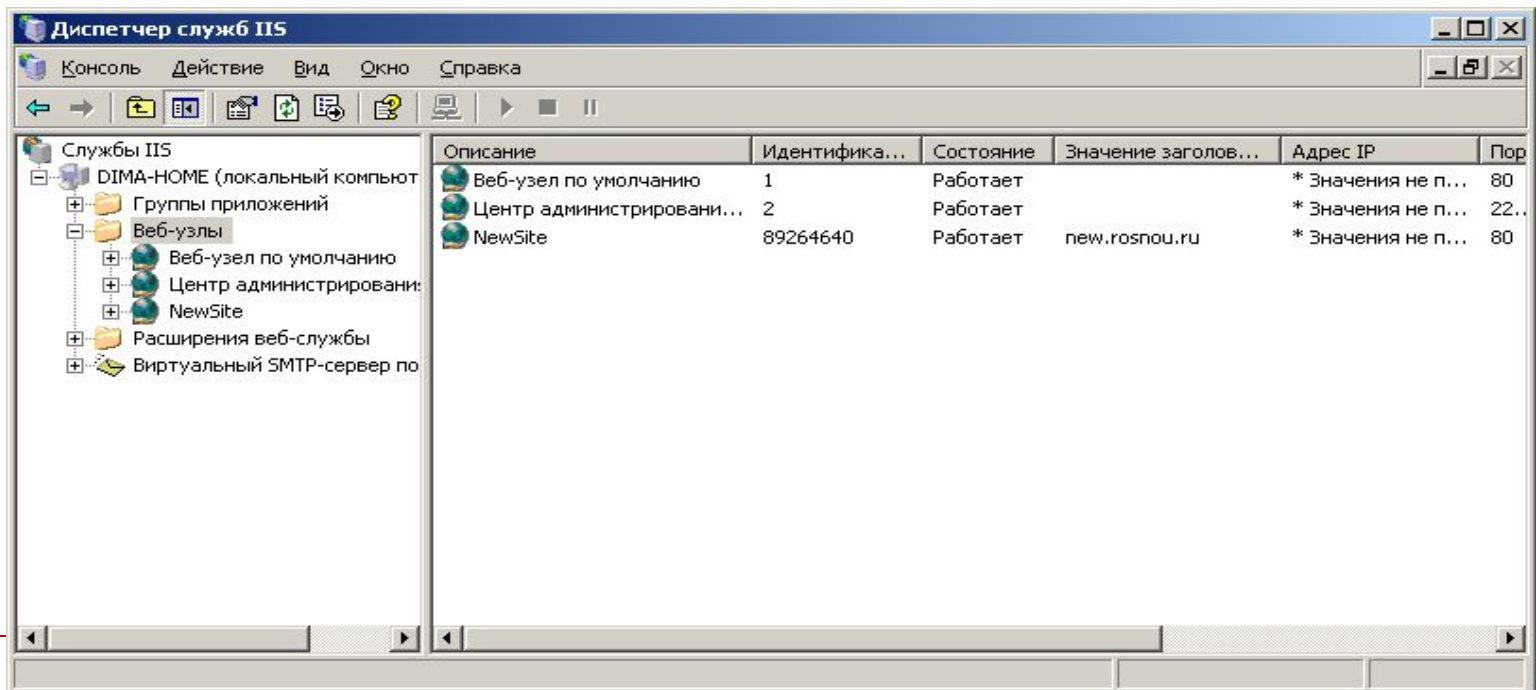 Диспетчер служб IIS
Консоль Действие Вид Окно Справка
Службы IIS
DIMA-HOME (локальный компьют
Группы приложений
Веб-узлы
Веб-узел по умолчанию
Центр администрировани
NewSite
Расширения веб-службы
Виртуальный SMTP-сервер по
Описание Идентифика... Состояние Значение заголов... Адрес IP Пор
Веб-узел по умолчанию 1 Работает * Значения не п... 80
Центр администрировани... 2 Работает * Значения не п... 22..
NewSite 89264640 Работает new.rosnou.ru * Значения не п... 80